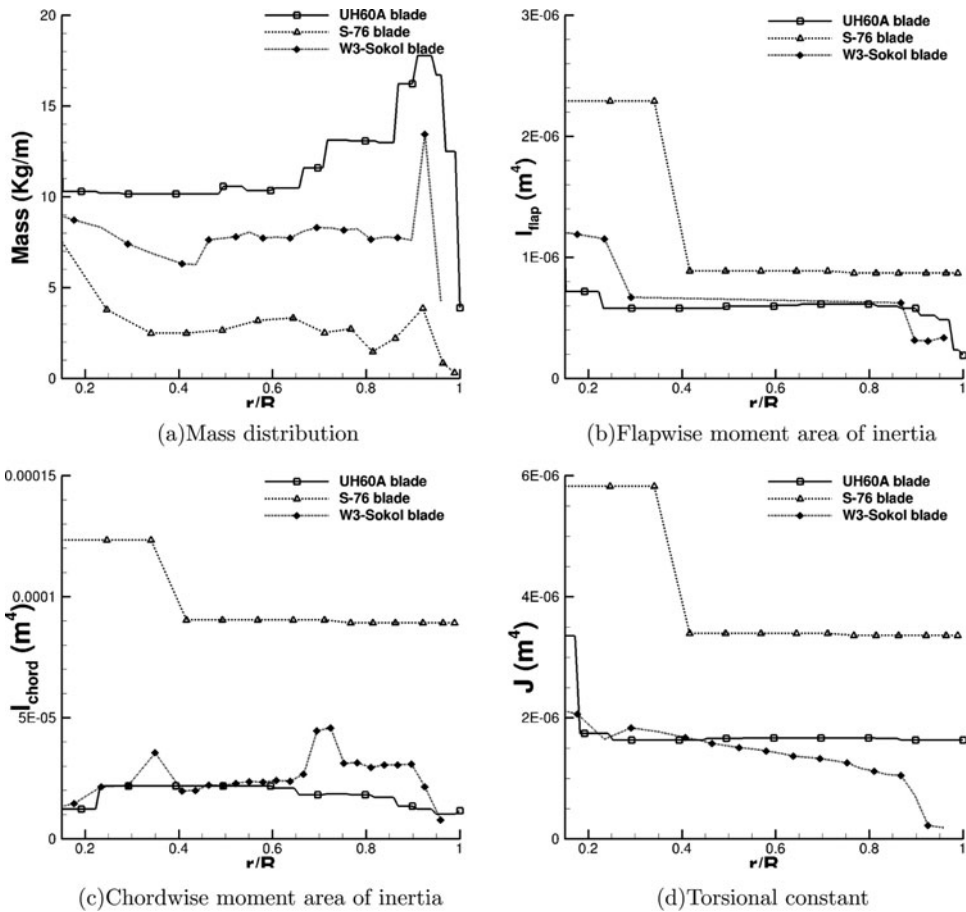 UH60A blade
S-76 blade
W3-Sokol blade
20
15
10
5
0
Mass (Kg/m)
0.2 0.4 0.6 0.8 1
r/R
(a)Mass distribution
UH60A blade
S-76 blade
W3-Sokol blade
3E-06
2E-06
1E-06
0
I_flap (m^4)
0.2 0.4 0.6 0.8 1
r/R
(b)Flapwise moment area of inertia
UH60A blade
S-76 blade
W3-Sokol blade
0.00015
0.0001
5E-05
0
I_chord (m^4)
0.2 0.4 0.6 0.8 1
r/R
(c)Chordwise moment area of inertia
UH60A blade
S-76 blade
W3-Sokol blade
6E-06
4E-06
2E-06
0
J (m^4)
0.2 0.4 0.6 0.8 1
r/R
(d)Torsional constant